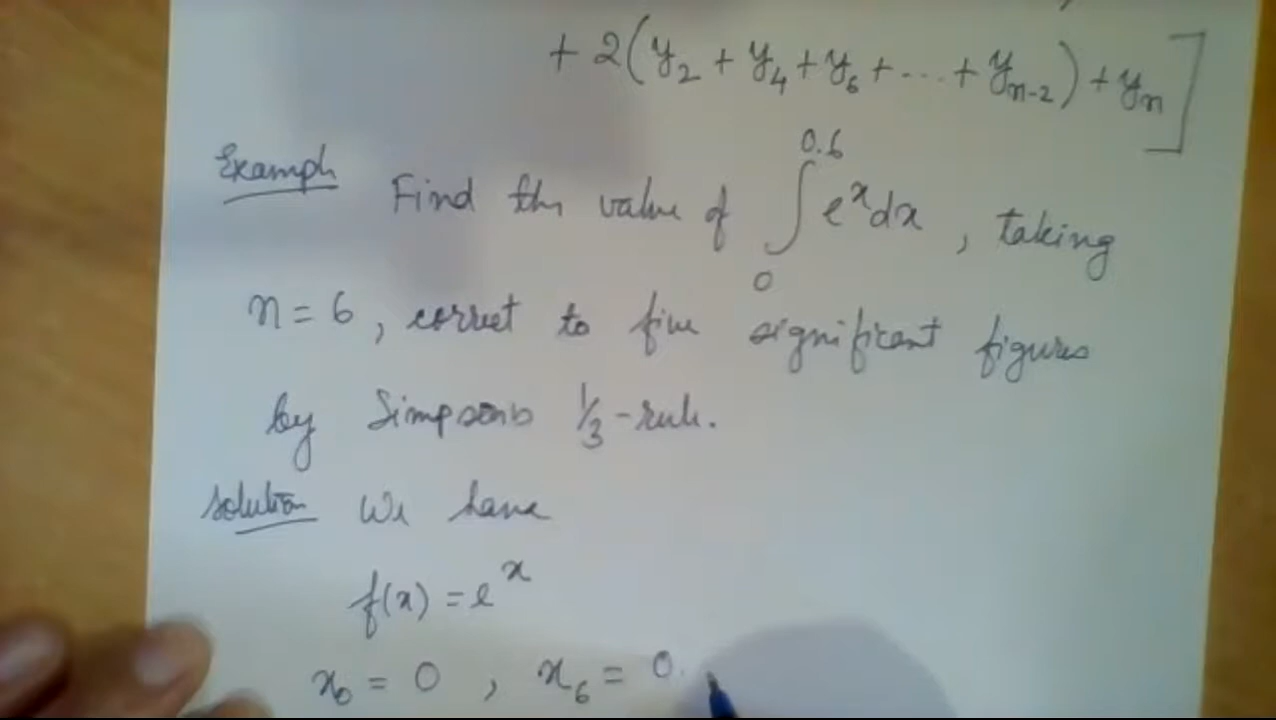 + 2(y₂ + y₄ + y₆ + ... + yₙ₋₂) + yₙ]
Example Find the value of ∫₀^0.6 eˣdx, taking
n = 6, correct to five significant figures
by Simpsons 1/3-rule.
Solution We have
f(x) = eˣ
x₀ = 0, x₆ = 0.